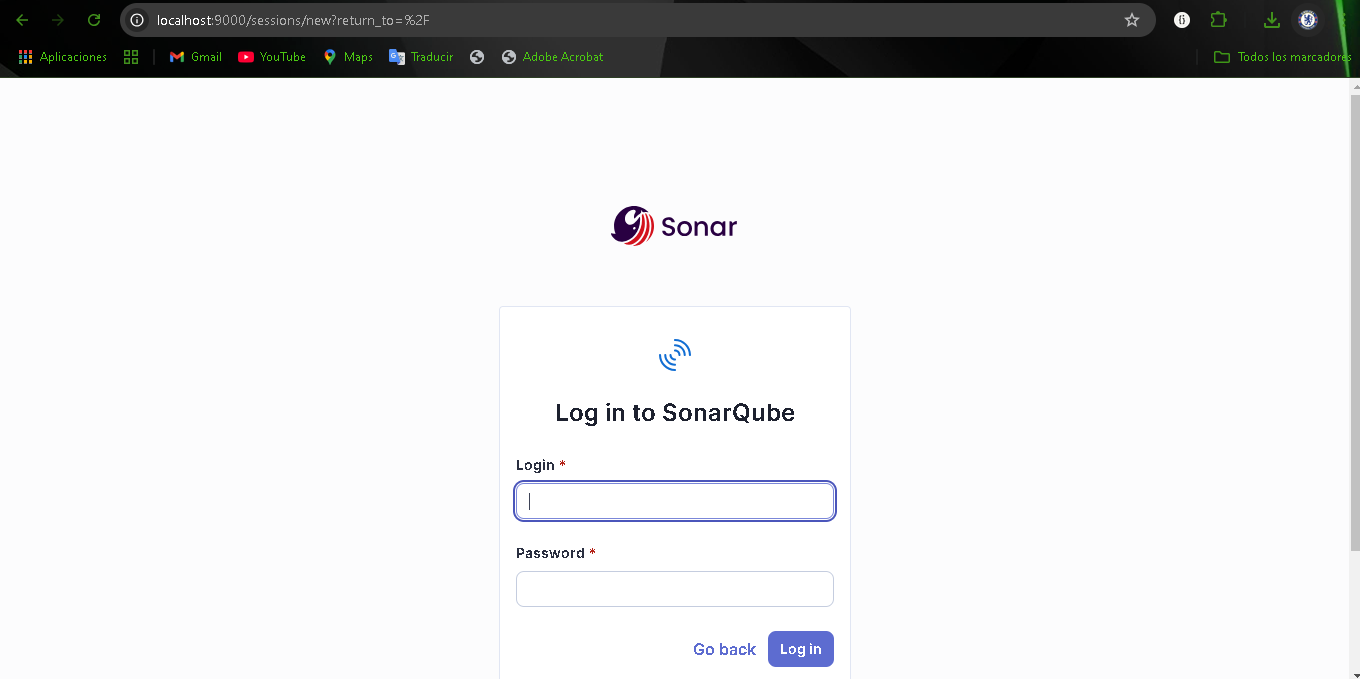 localhost:9000/sessions/new?return_to=%2F
Aplicaciones Gmail YouTube Maps Traducir Adobe Acrobat Todos los marcadores
Sonar
Log in to SonarQube
Login *
Password *
Go back Log in